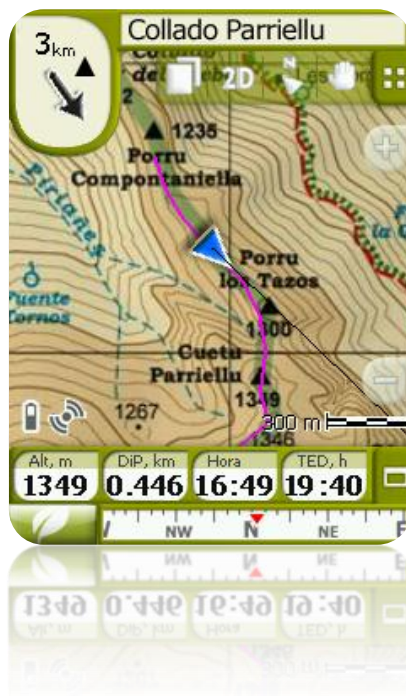 Collado Parriellu
3km
2D
N
1235
Porru
Compontaniella
Pirlanes
Porru
los Tazos
1300
Cuetu
Parriellu
1349
1267
300 m
1346
Alt, m
DiP, km
Hora
TED, h
1349
0.446
16:49
19:40
NW
N
NE